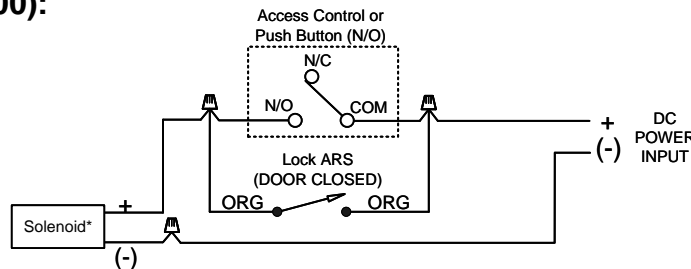 00):
Access Control or
Push Button (N/O)
N/C
N/O
COM
+
DC
POWER
INPUT
(-)
Lock ARS
(DOOR CLOSED)
ORG
ORG
+
Solenoid*
(-)